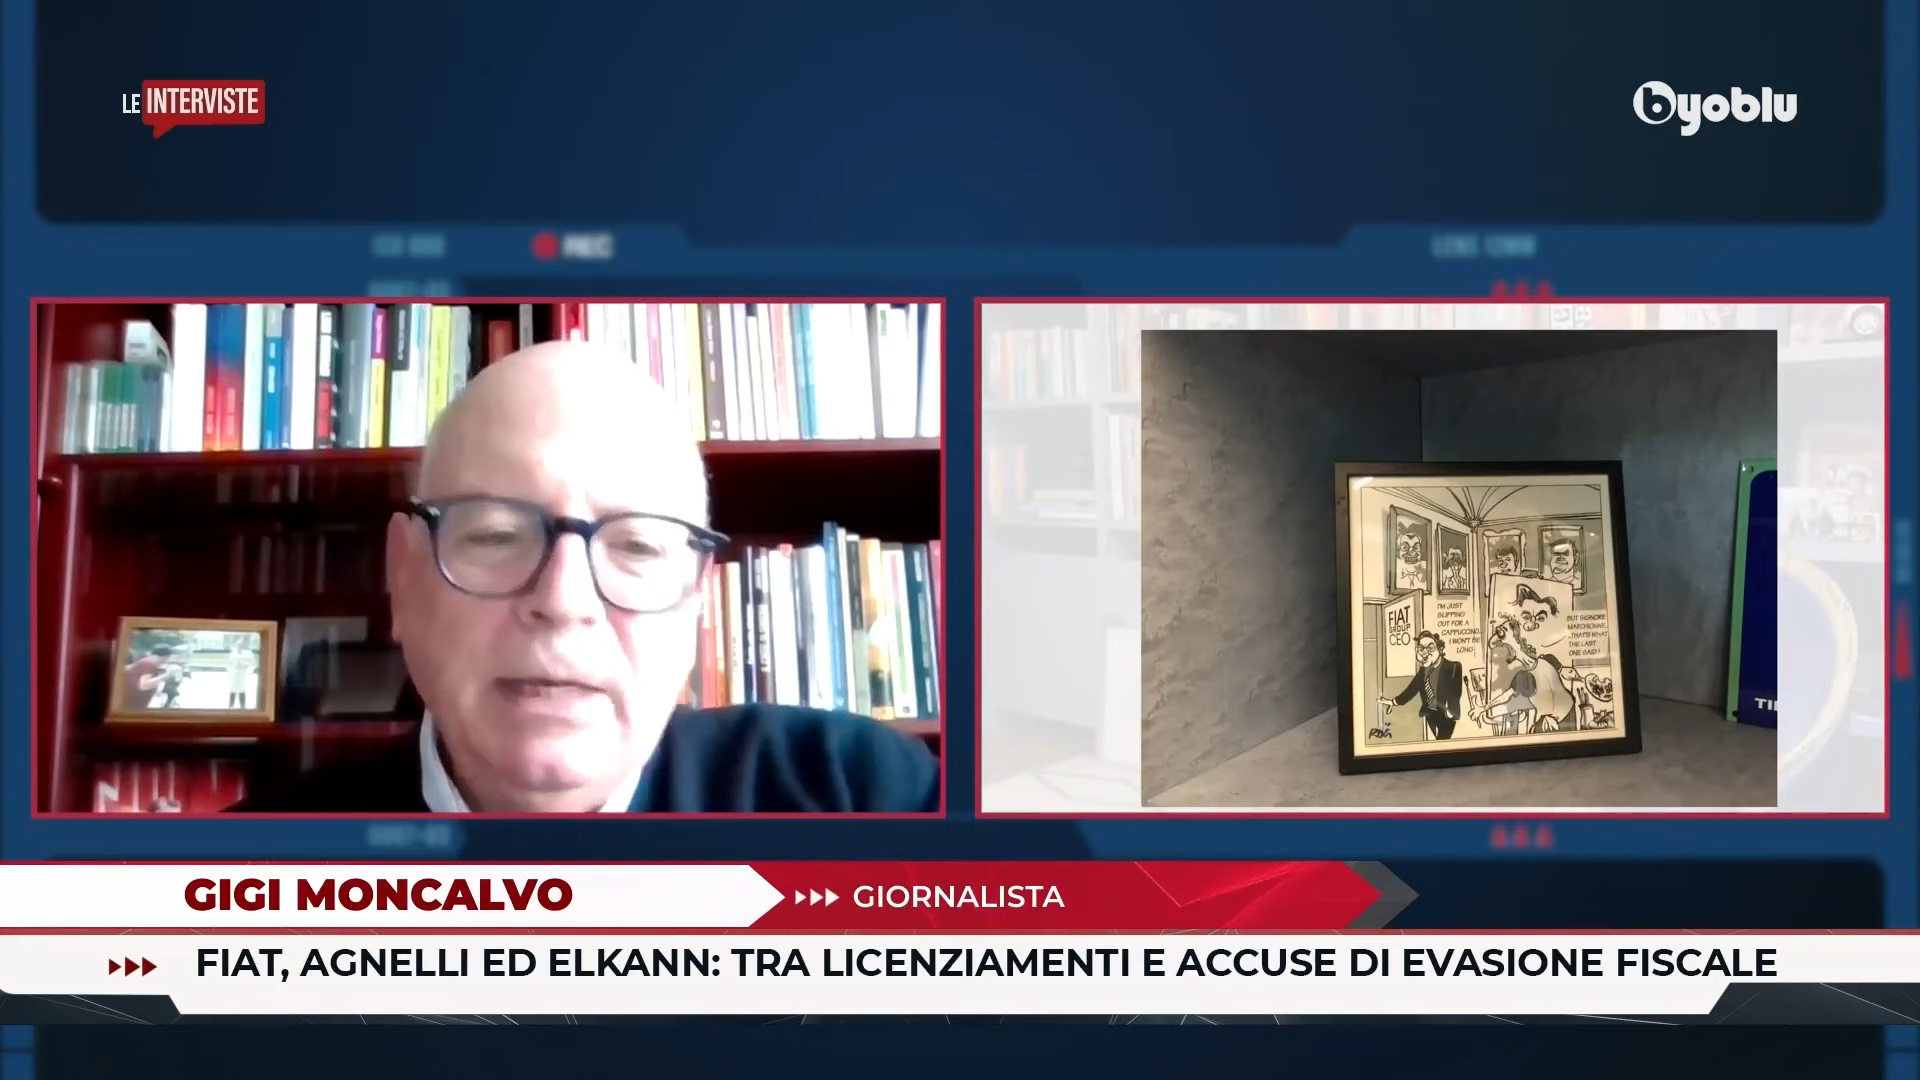 LE INTERVISTE
byoblu
REC
I'M JUST
SLIPPING
OUT FOR A
CAPPUCCINO.
I WON'T BE
LONG
FIAT
GROUP
CEO
BUT SIGNORE
MARCHIONNE..
..THAT'S WHAT
THE LAST
ONE SAID!
GIGI MONCALVO
GIORNALISTA
FIAT, AGNELLI ED ELKANN: TRA LICENZIAMENTI E ACCUSE DI EVASIONE FISCALE